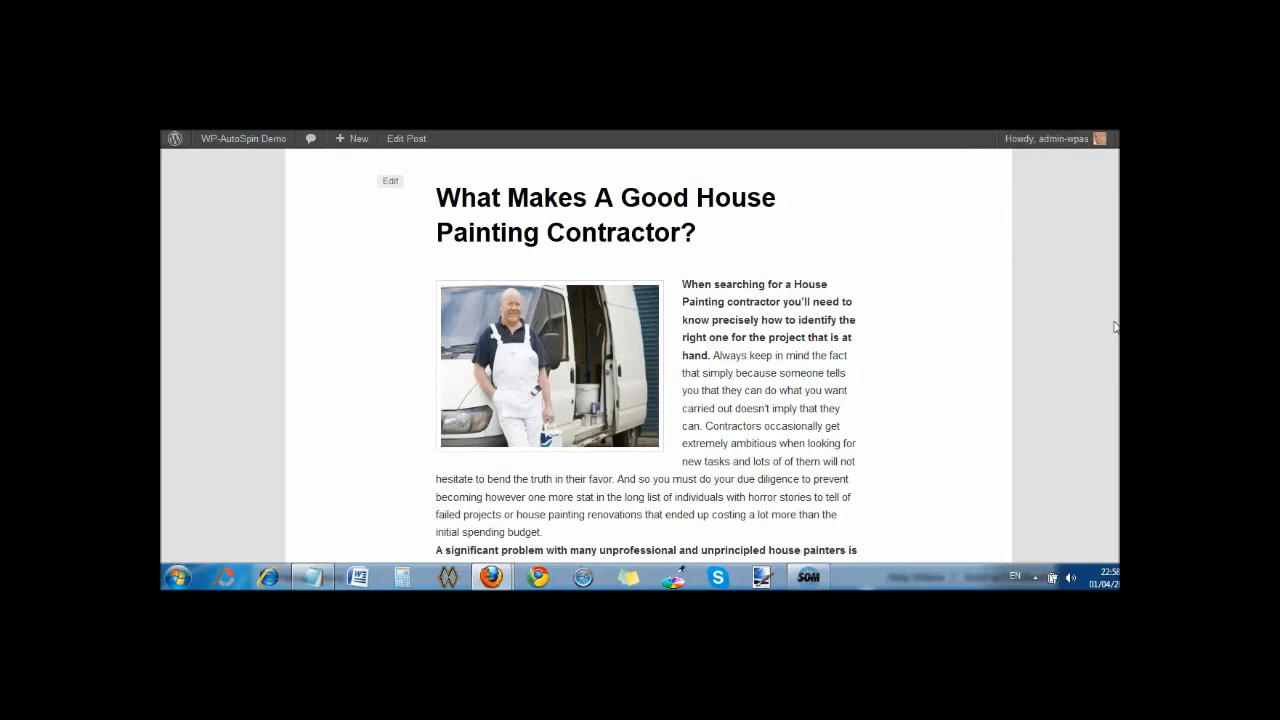 WP-AutoSpin Demo New Edit Post Howdy, admin-wpas
Edit
What Makes A Good House
Painting Contractor?
When searching for a House
Painting contractor you'll need to
know precisely how to identify the
right one for the project that is at
hand. Always keep in mind the fact
that simply because someone tells
you that they can do what you want
carried out doesn't imply that they
can. Contractors occasionally get
extremely ambitious when looking for
new tasks and lots of of them will not
hesitate to bend the truth in their favor. And so you must do your due diligence to prevent
becoming however one more stat in the long list of individuals with horror stories to tell of
failed projects or house painting renovations that ended up costing a lot more than the
initial spending budget.
A significant problem with many unprofessional and unprincipled house painters is
SOM
EN
22:58
01/04/2